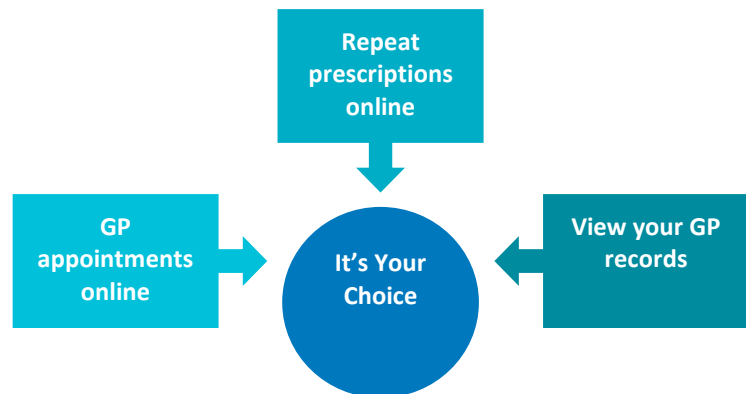 Repeat
prescriptions
online
GP
appointments
online
It’s Your
Choice
View your GP
records